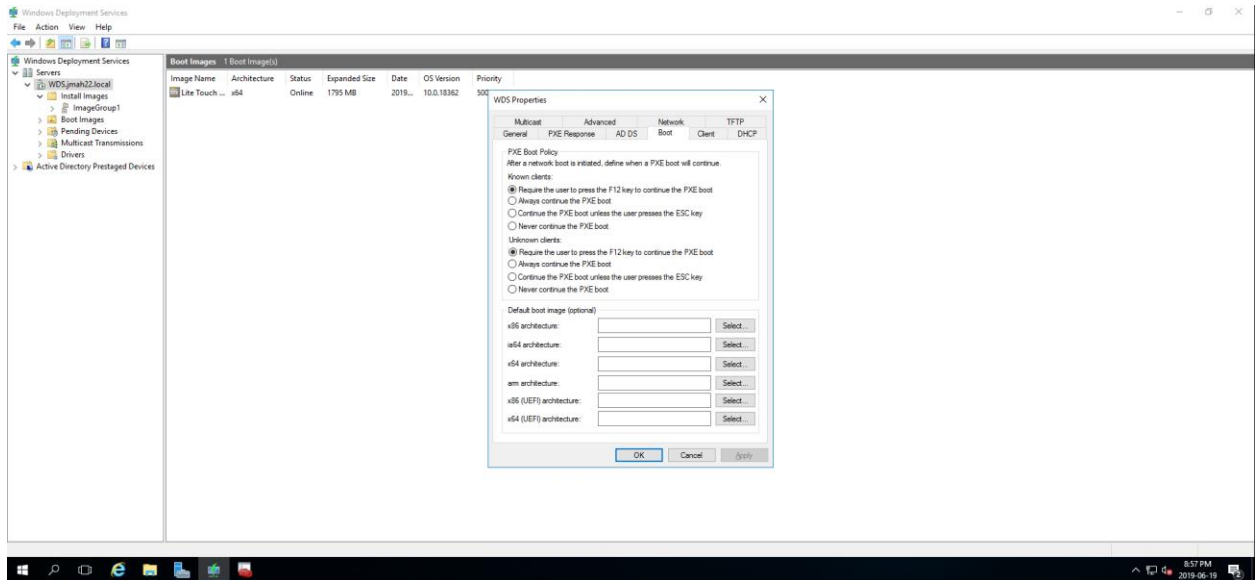 Windows Deployment Services
File Action View Help
Windows Deployment Services
Servers
WDS.jmah22.local
Install Images
ImageGroup1
Boot Images
Pending Devices
Multicast Transmissions
Drivers
Active Directory Prestaged Devices
Boot Images 1 Boot Image(s)
Image Name Architecture Status Expanded Size Date OS Version Priority
Lite Touch ... x64 Online 1795 MB 2019... 10.0.18362 500
WDS Properties
Multicast Advanced Network TFTP
General PXE Response AD DS Boot Client DHCP
PXE Boot Policy
After a network boot is initiated, define when a PXE boot will continue.
Known clients:
Require the user to press the F12 key to continue the PXE boot
Always continue the PXE boot
Continue the PXE boot unless the user presses the ESC key
Never continue the PXE boot
Unknown clients:
Require the user to press the F12 key to continue the PXE boot
Always continue the PXE boot
Continue the PXE boot unless the user presses the ESC key
Never continue the PXE boot
Default boot image (optional)
x86 architecture: Select...
ia64 architecture: Select...
x64 architecture: Select...
arm architecture: Select...
x86 (UEFI) architecture: Select...
x64 (UEFI) architecture: Select...
OK Cancel Apply
8:57 PM
2019-06-19